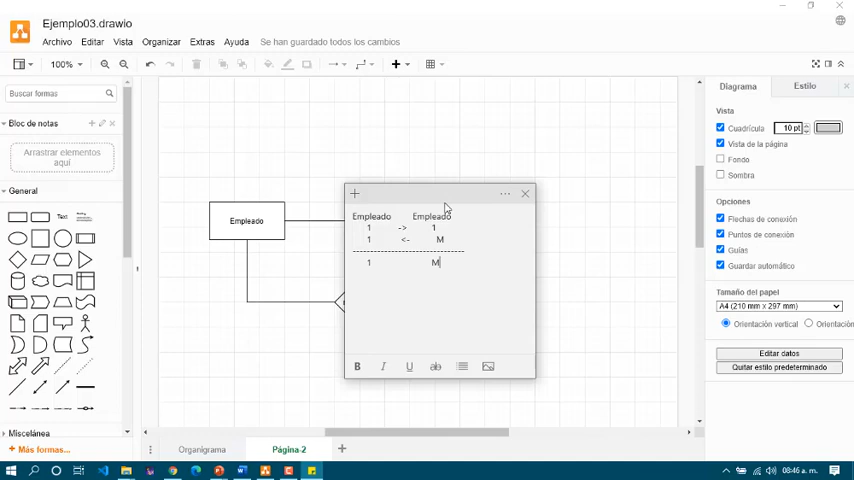 Ejemplo03.drawio
Archivo Editar Vista Organizar Extras Ayuda Se han guardado todos los cambios
100%
Buscar formas
Bloc de notas
Arrastrar elementos
aquí
General
Text
Miscelánea
+ Más formas...
Empleado
Empleado Empleado
1 -> 1
1 <- M
--------------------------------
1 M
B I U ab
Organigrama Página-2
Diagrama Estilo
Vista
Cuadrícula 10 pt
Vista de la página
Fondo
Sombra
Opciones
Flechas de conexión
Puntos de conexión
Guías
Guardar automático
Tamaño del papel
A4 (210 mm x 297 mm)
Orientación vertical Orientación
Editar datos
Quitar estilo predeterminado
08:46 a. m.